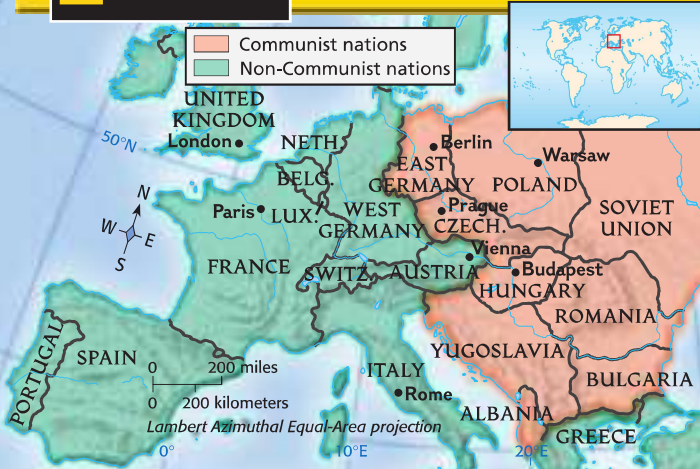 Communist nations
Non-Communist nations
UNITED
KINGDOM
London
50°N
NETH.
Berlin
EAST
GERMANY
Warsaw
POLAND
BELG.
N
W E
S
Paris
LUX.
WEST
GERMANY
Prague
CZECH.
SOVIET
UNION
Vienna
FRANCE
SWITZ.
AUSTRIA
Budapest
HUNGARY
ROMANIA
PORTUGAL
SPAIN
YUGOSLAVIA
0 200 miles
0 200 kilometers
ITALY
Rome
BULGARIA
ALBANIA
Lambert Azimuthal Equal-Area projection
GREECE
0°
10°E
20°E